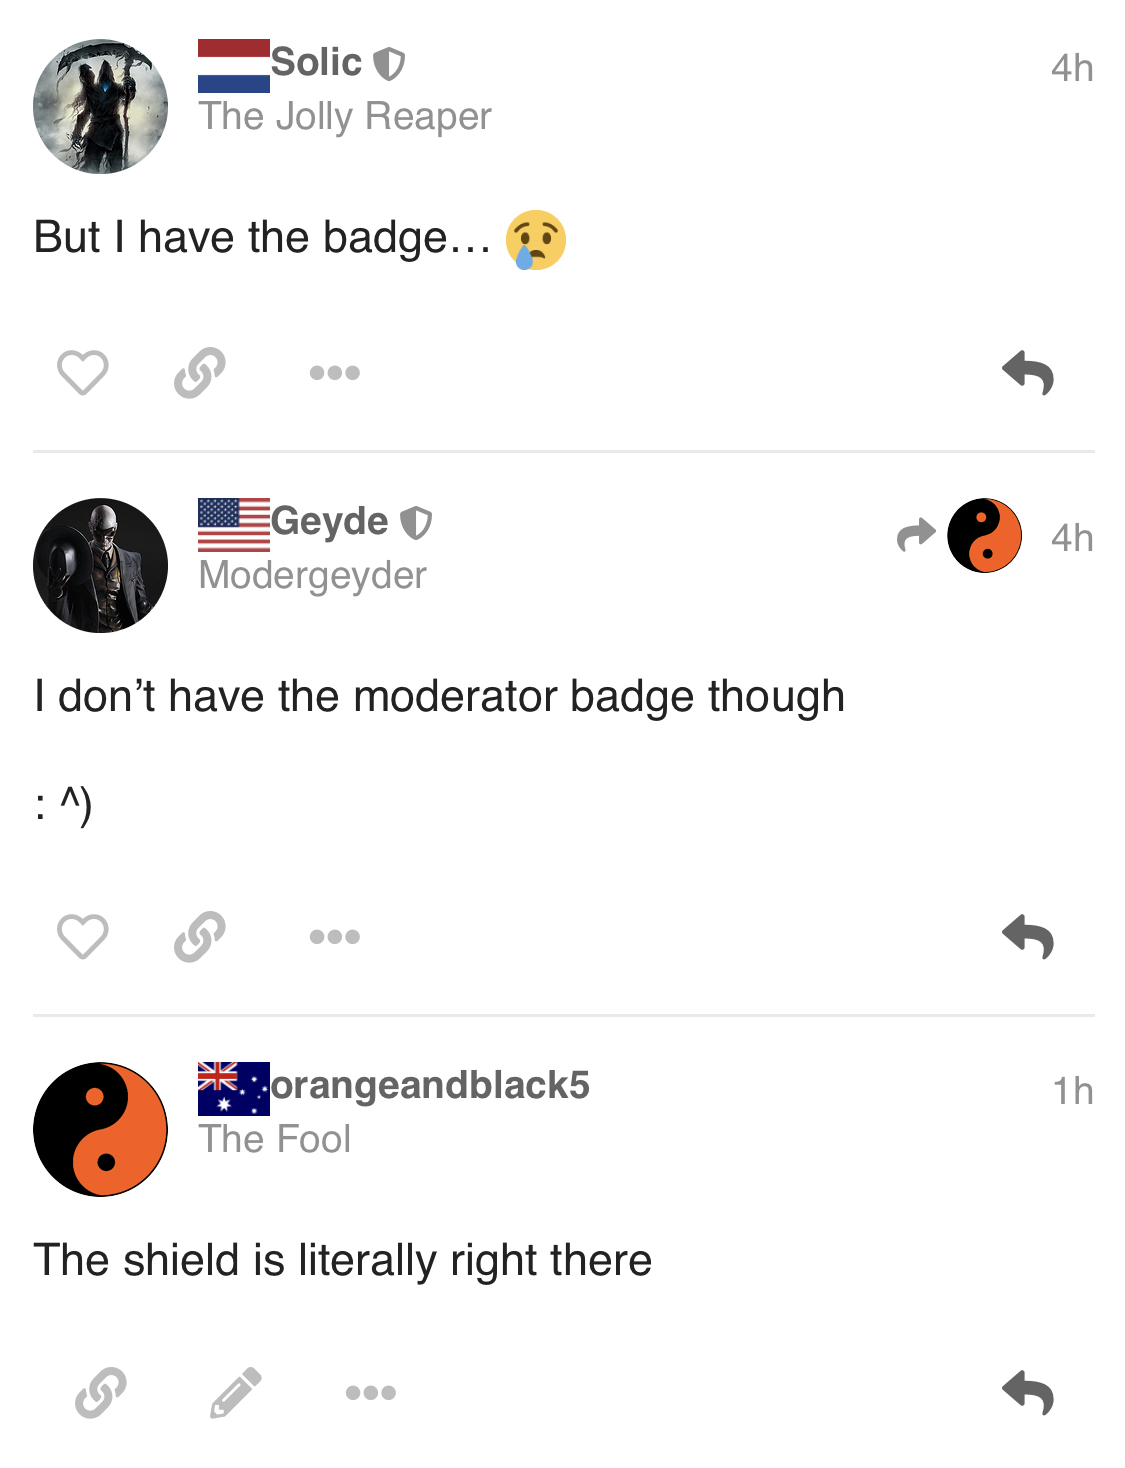 Solic
4h
The Jolly Reaper
But I have the badge… 😢
Geyde
4h
Modergeyder
I don’t have the moderator badge though
: ^)
orangeandblack5
1h
The Fool
The shield is literally right there